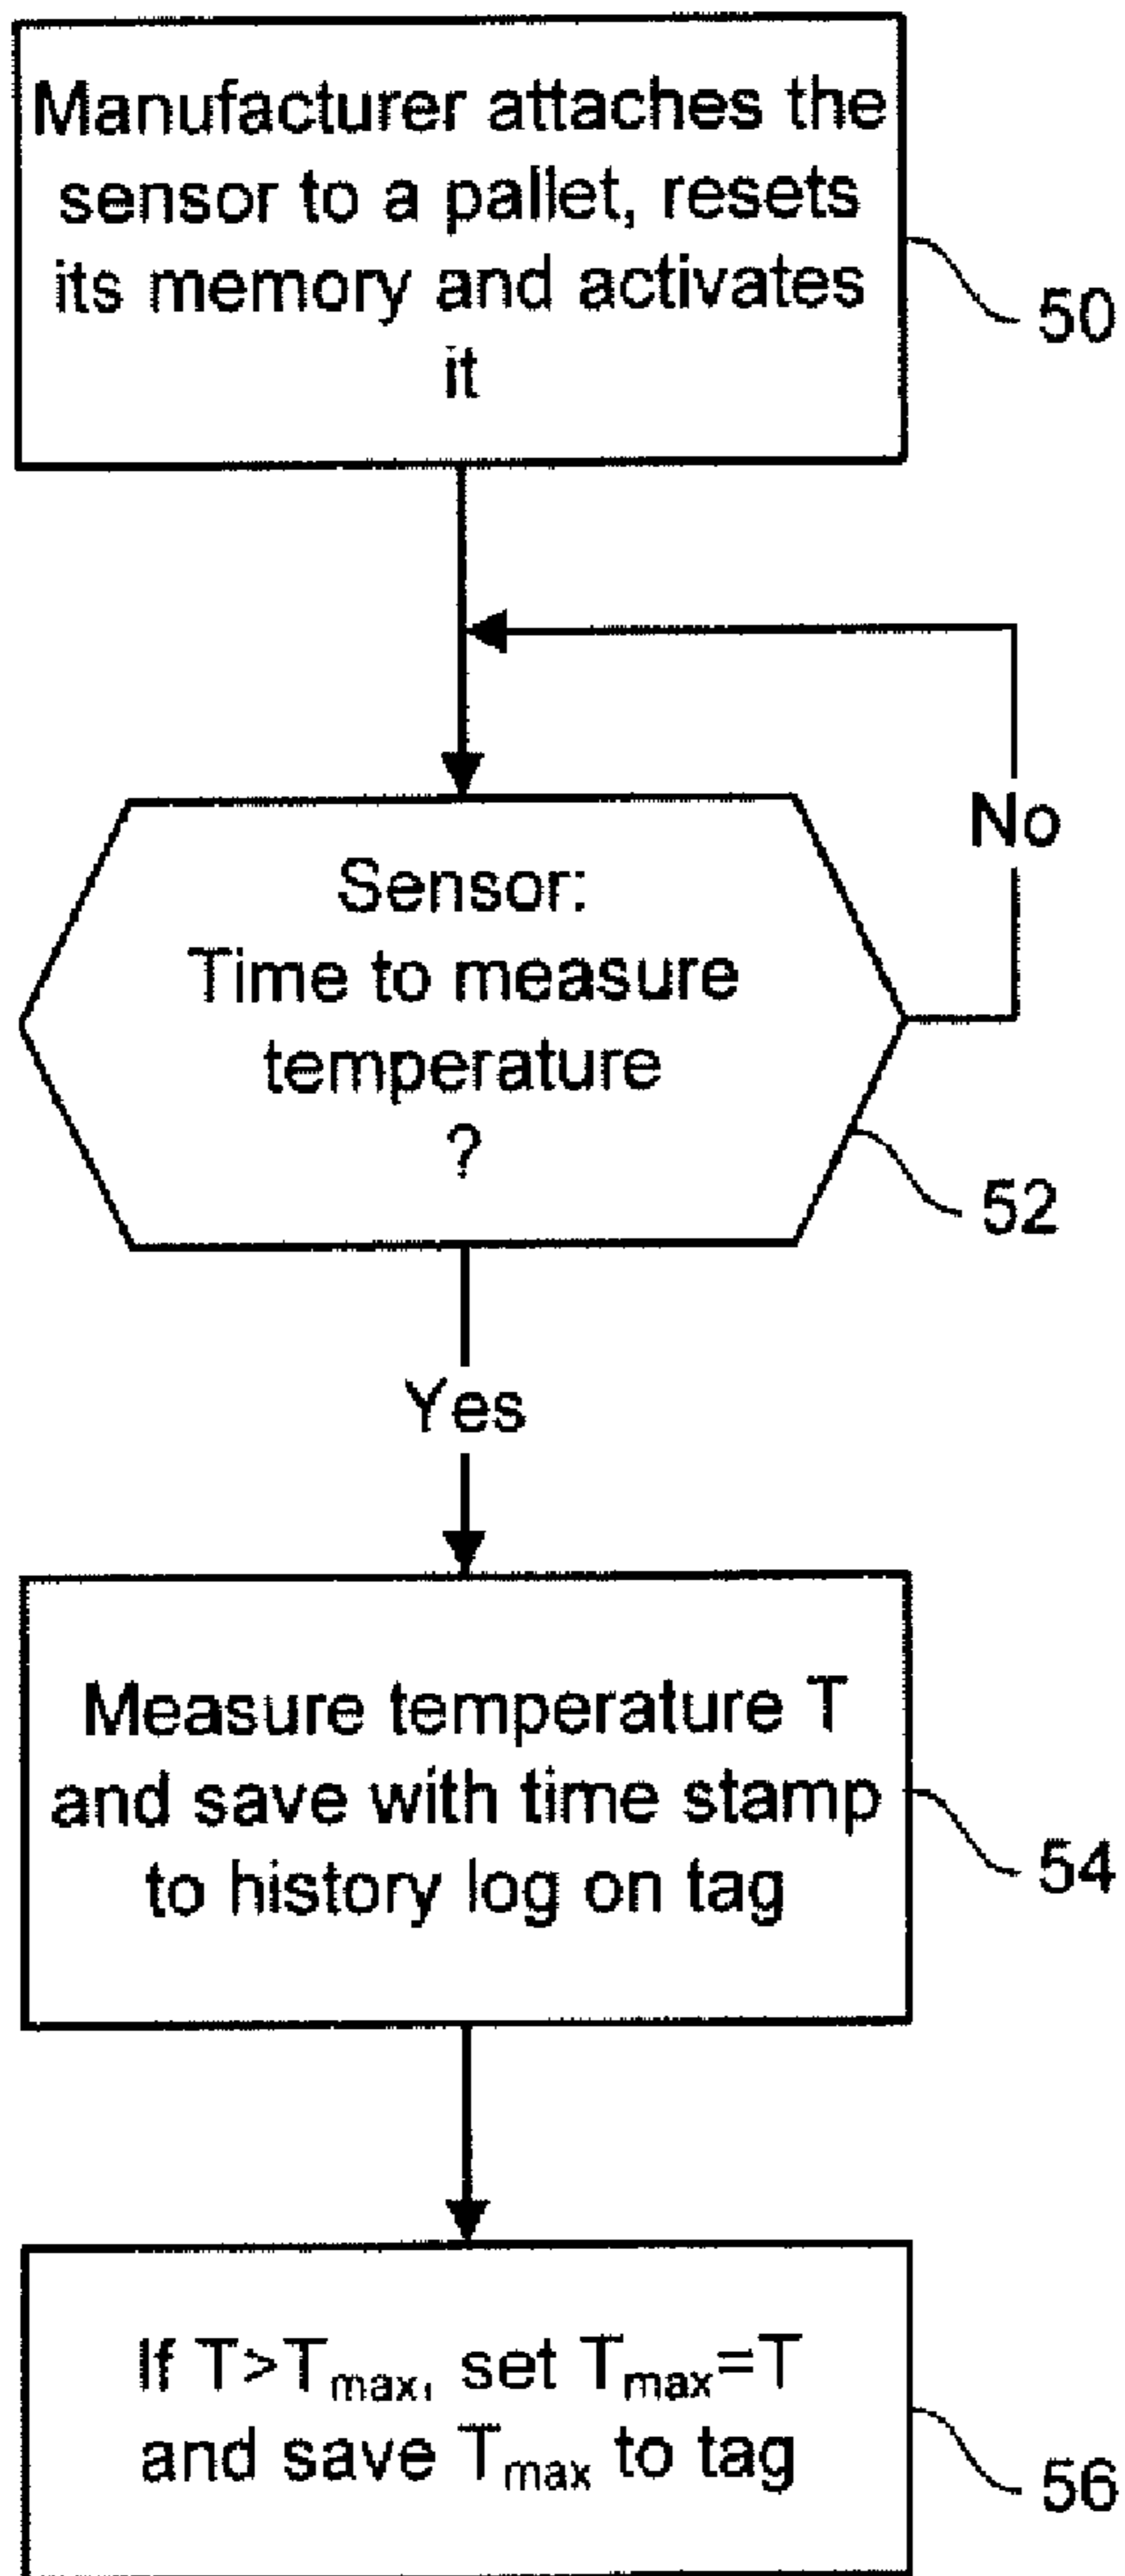 Manufacturer attaches the
sensor to a pallet, resets
its memory and activates
it
50
Sensor:
Time to measure
temperature
?
No
52
Yes
Measure temperature T
and save with time stamp
to history log on tag
54
If T>Tmax, set Tmax=T
and save Tmax to tag
56